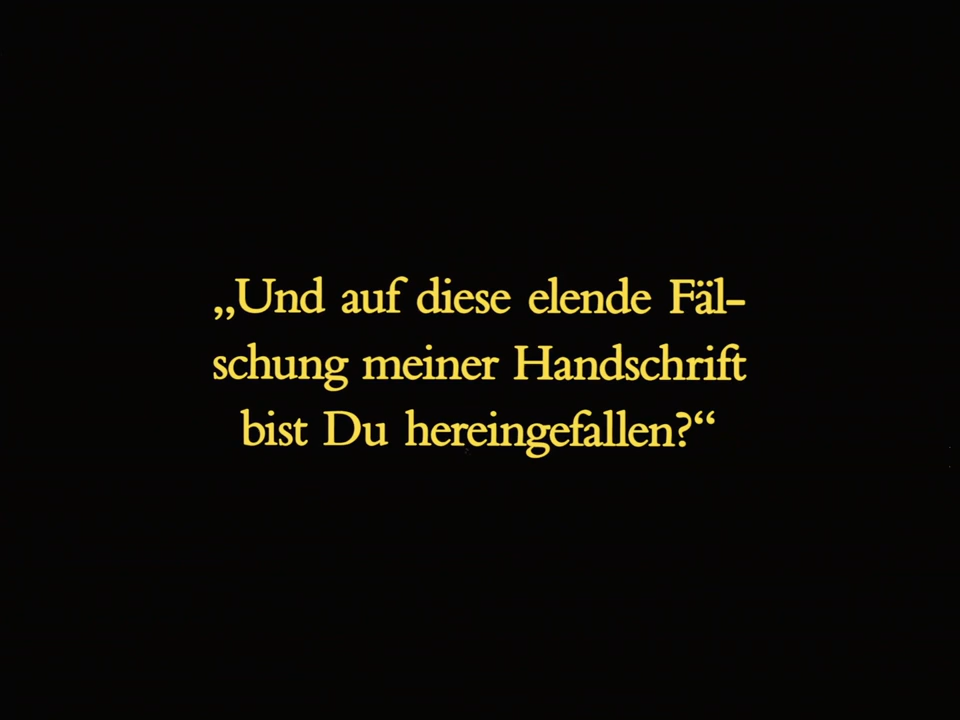 „Und auf diese elende Fäl-
schung meiner Handschrift
bist Du hereingefallen?“